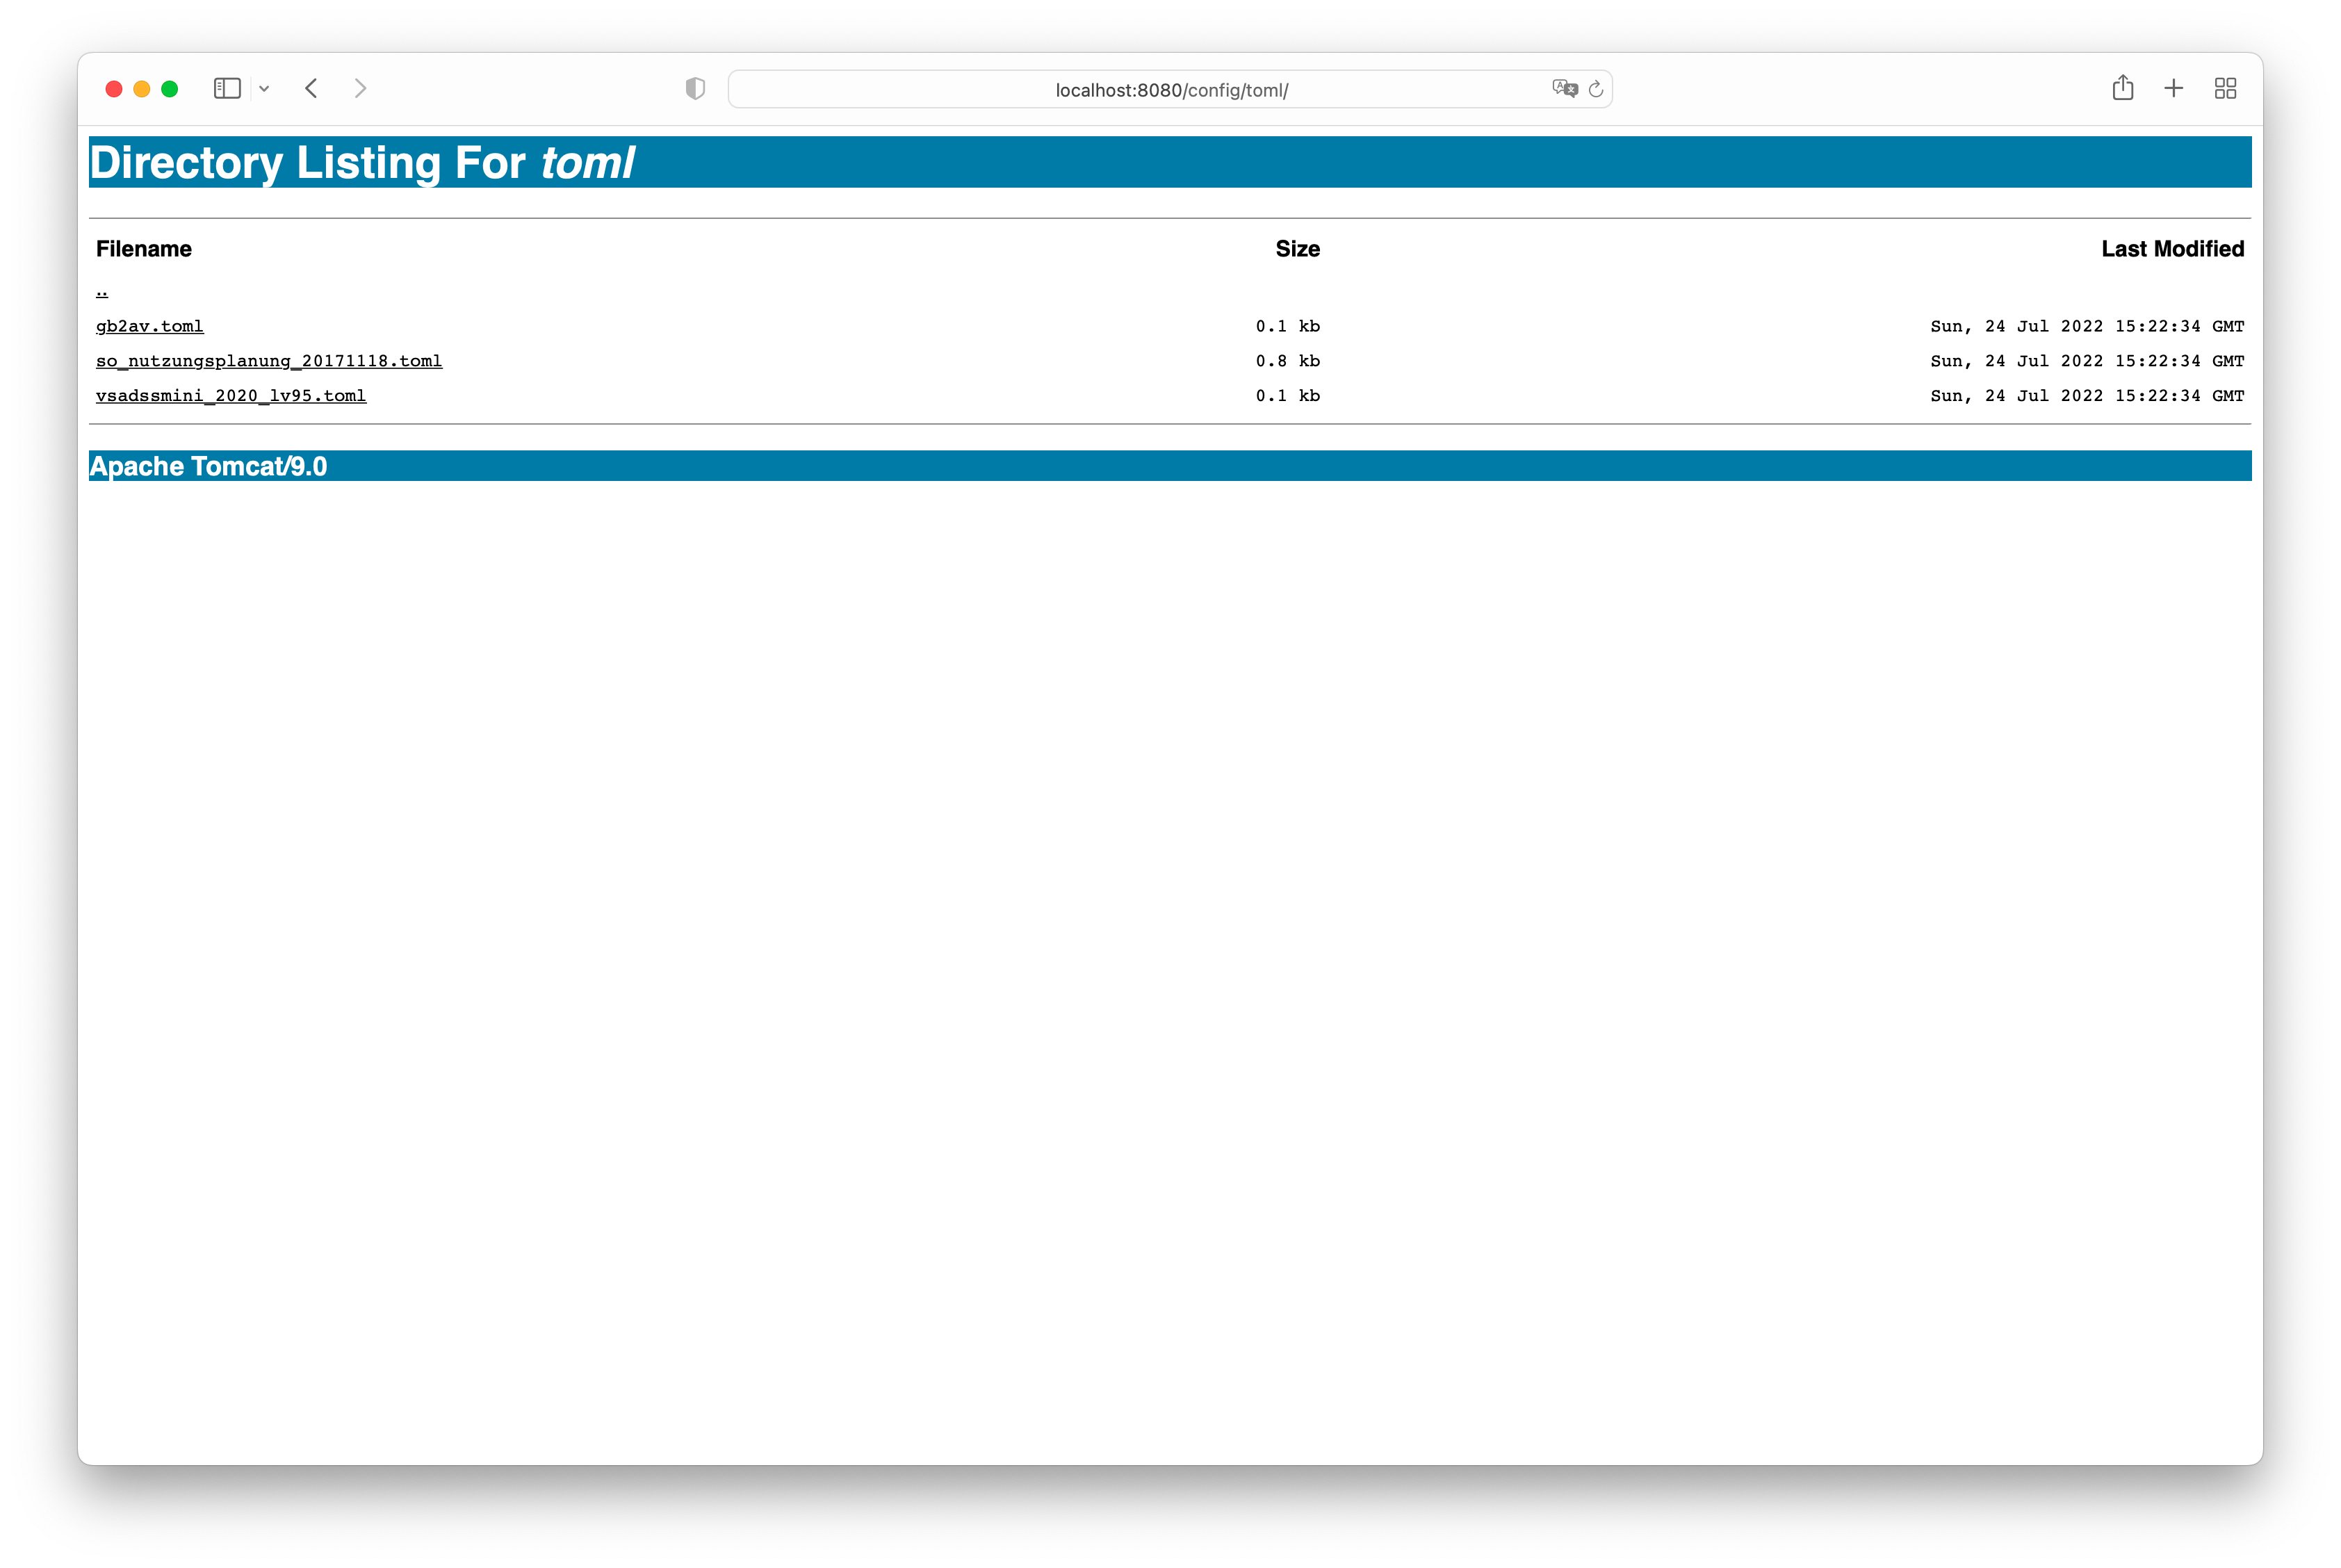 localhost:8080/config/toml/
Directory Listing For toml
Filename Size Last Modified
..
gb2av.toml 0.1 kb Sun, 24 Jul 2022 15:22:34 GMT
so_nutzungsplanung_20171118.toml 0.8 kb Sun, 24 Jul 2022 15:22:34 GMT
vsadssmini_2020_lv95.toml 0.1 kb Sun, 24 Jul 2022 15:22:34 GMT
Apache Tomcat/9.0